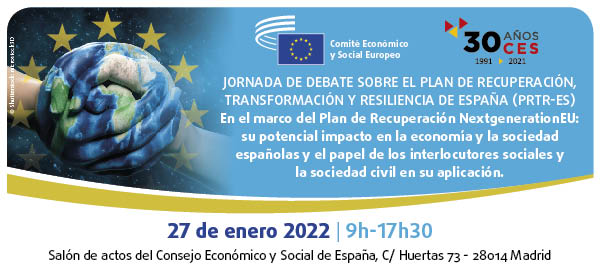 © Shutterstock/ImageFlow
Comité Económico
y Social Europeo
30 AÑOS
CES
1991 2021
JORNADA DE DEBATE SOBRE EL PLAN DE RECUPERACIÓN,
TRANSFORMACIÓN Y RESILIENCIA DE ESPAÑA (PRTR-ES)
En el marco del Plan de Recuperación NextgenerationEU:
su potencial impacto en la economía y la sociedad
españolas y el papel de los interlocutores sociales y
la sociedad civil en su aplicación.
27 de enero 2022 | 9h-17h30
Salón de actos del Consejo Económico y Social de España, C/ Huertas 73 - 28014 Madrid